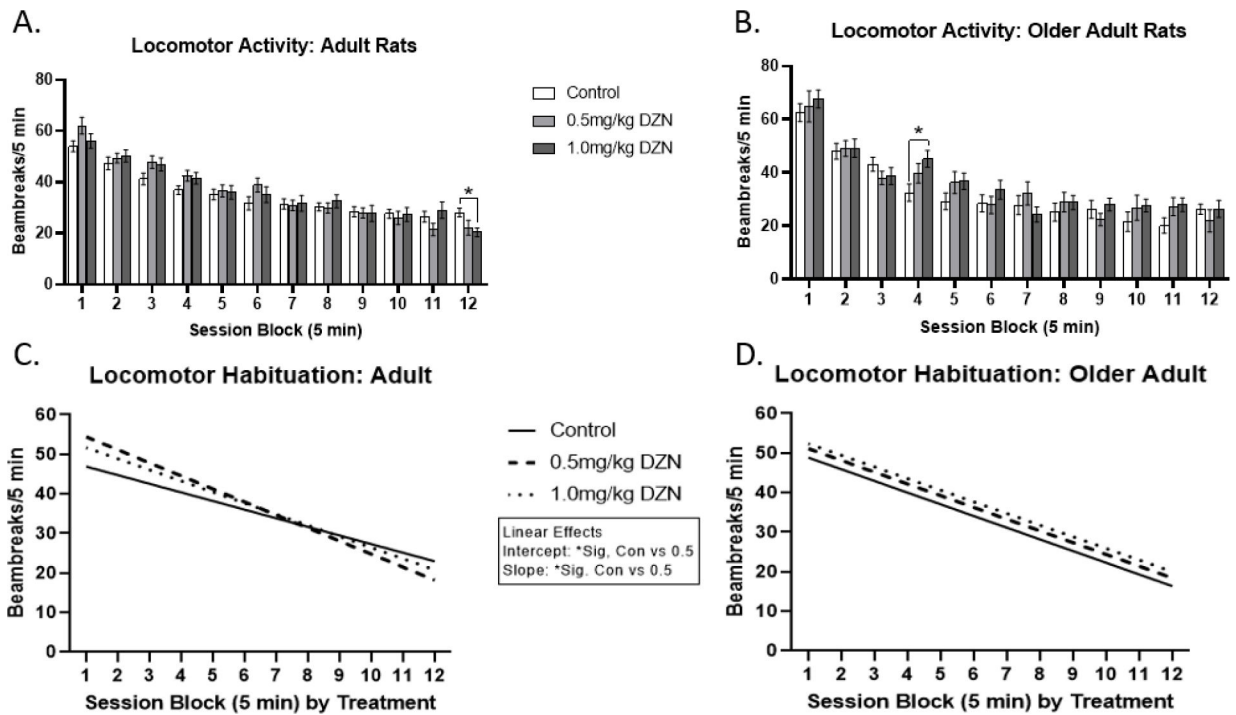 A.
Locomotor Activity: Adult Rats
Beambreaks/5 min
80
60
40
20
0
*
1 2 3 4 5 6 7 8 9 10 11 12
Session Block (5 min)
Control
0.5mg/kg DZN
1.0mg/kg DZN
B.
Locomotor Activity: Older Adult Rats
Beambreaks/5 min
80
60
40
20
0
*
1 2 3 4 5 6 7 8 9 10 11 12
Session Block (5 min)
C.
Locomotor Habituation: Adult
Beambreaks/5 min
60
50
40
30
20
10
0
1 2 3 4 5 6 7 8 9 10 11 12
Session Block (5 min) by Treatment
Control
0.5mg/kg DZN
1.0mg/kg DZN
Linear Effects
Intercept: *Sig, Con vs 0.5
Slope: *Sig. Con vs 0.5
D.
Locomotor Habituation: Older Adult
Beambreaks/5 min
60
50
40
30
20
10
0
1 2 3 4 5 6 7 8 9 10 11 12
Session Block (5 min) by Treatment